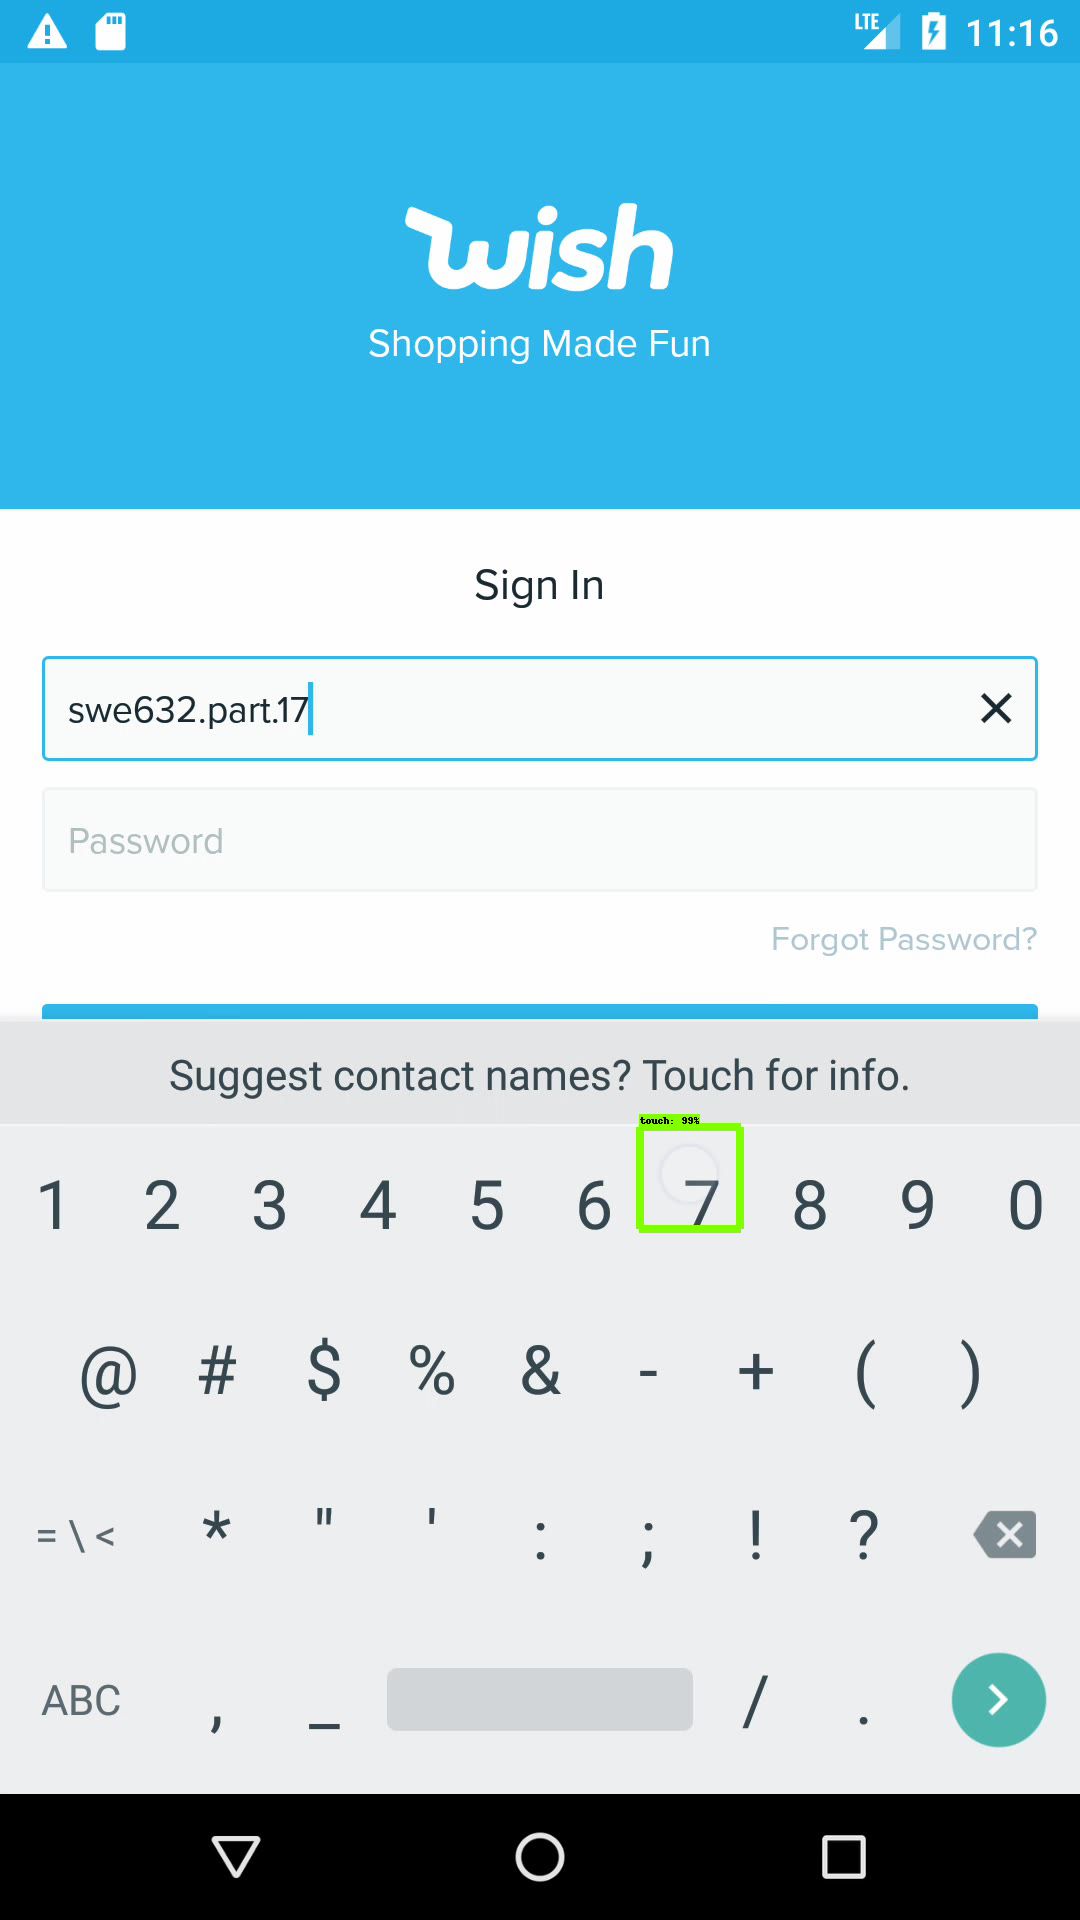 LTE 11:16
wish
Shopping Made Fun
Sign In
swe632.part.17
Password
Forgot Password?
Suggest contact names? Touch for info.
touch: 99%
1 2 3 4 5 6 7 8 9 0
@ # $ % & - + ( )
= \ < * " ' : ; ! ?
ABC , _ / .